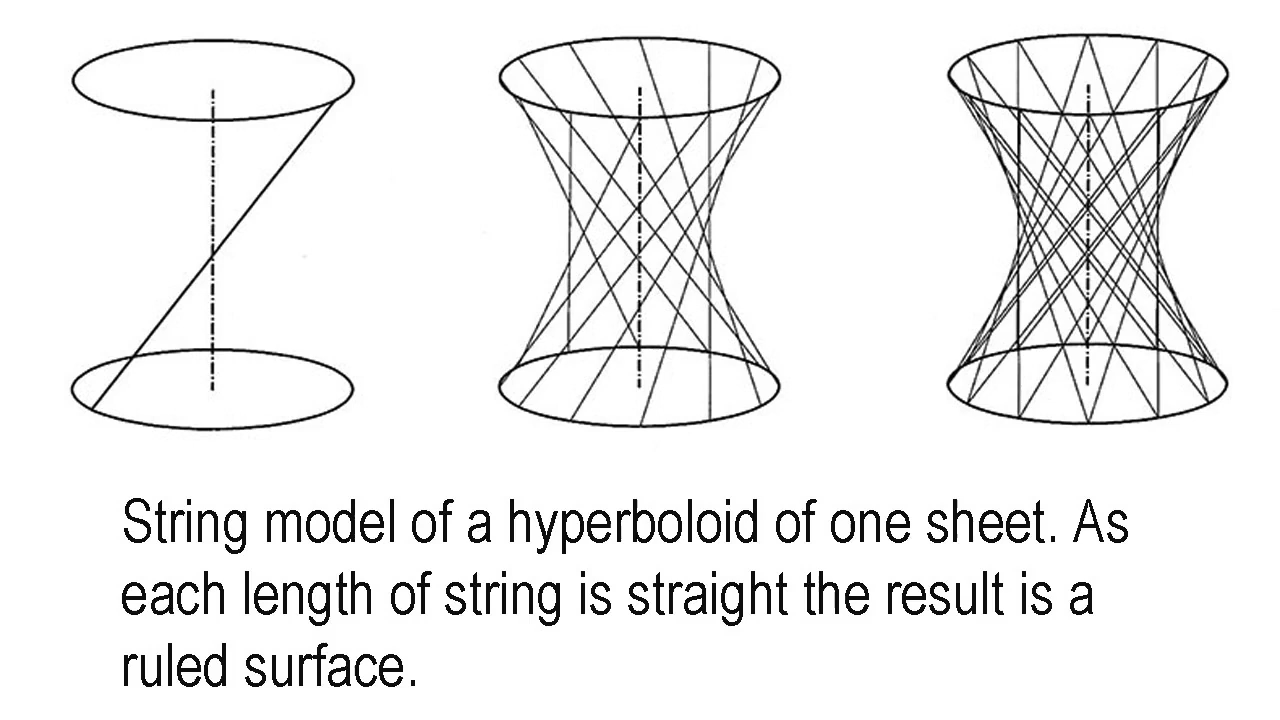 String model of a hyperboloid of one sheet. As
each length of string is straight the result is a
ruled surface.